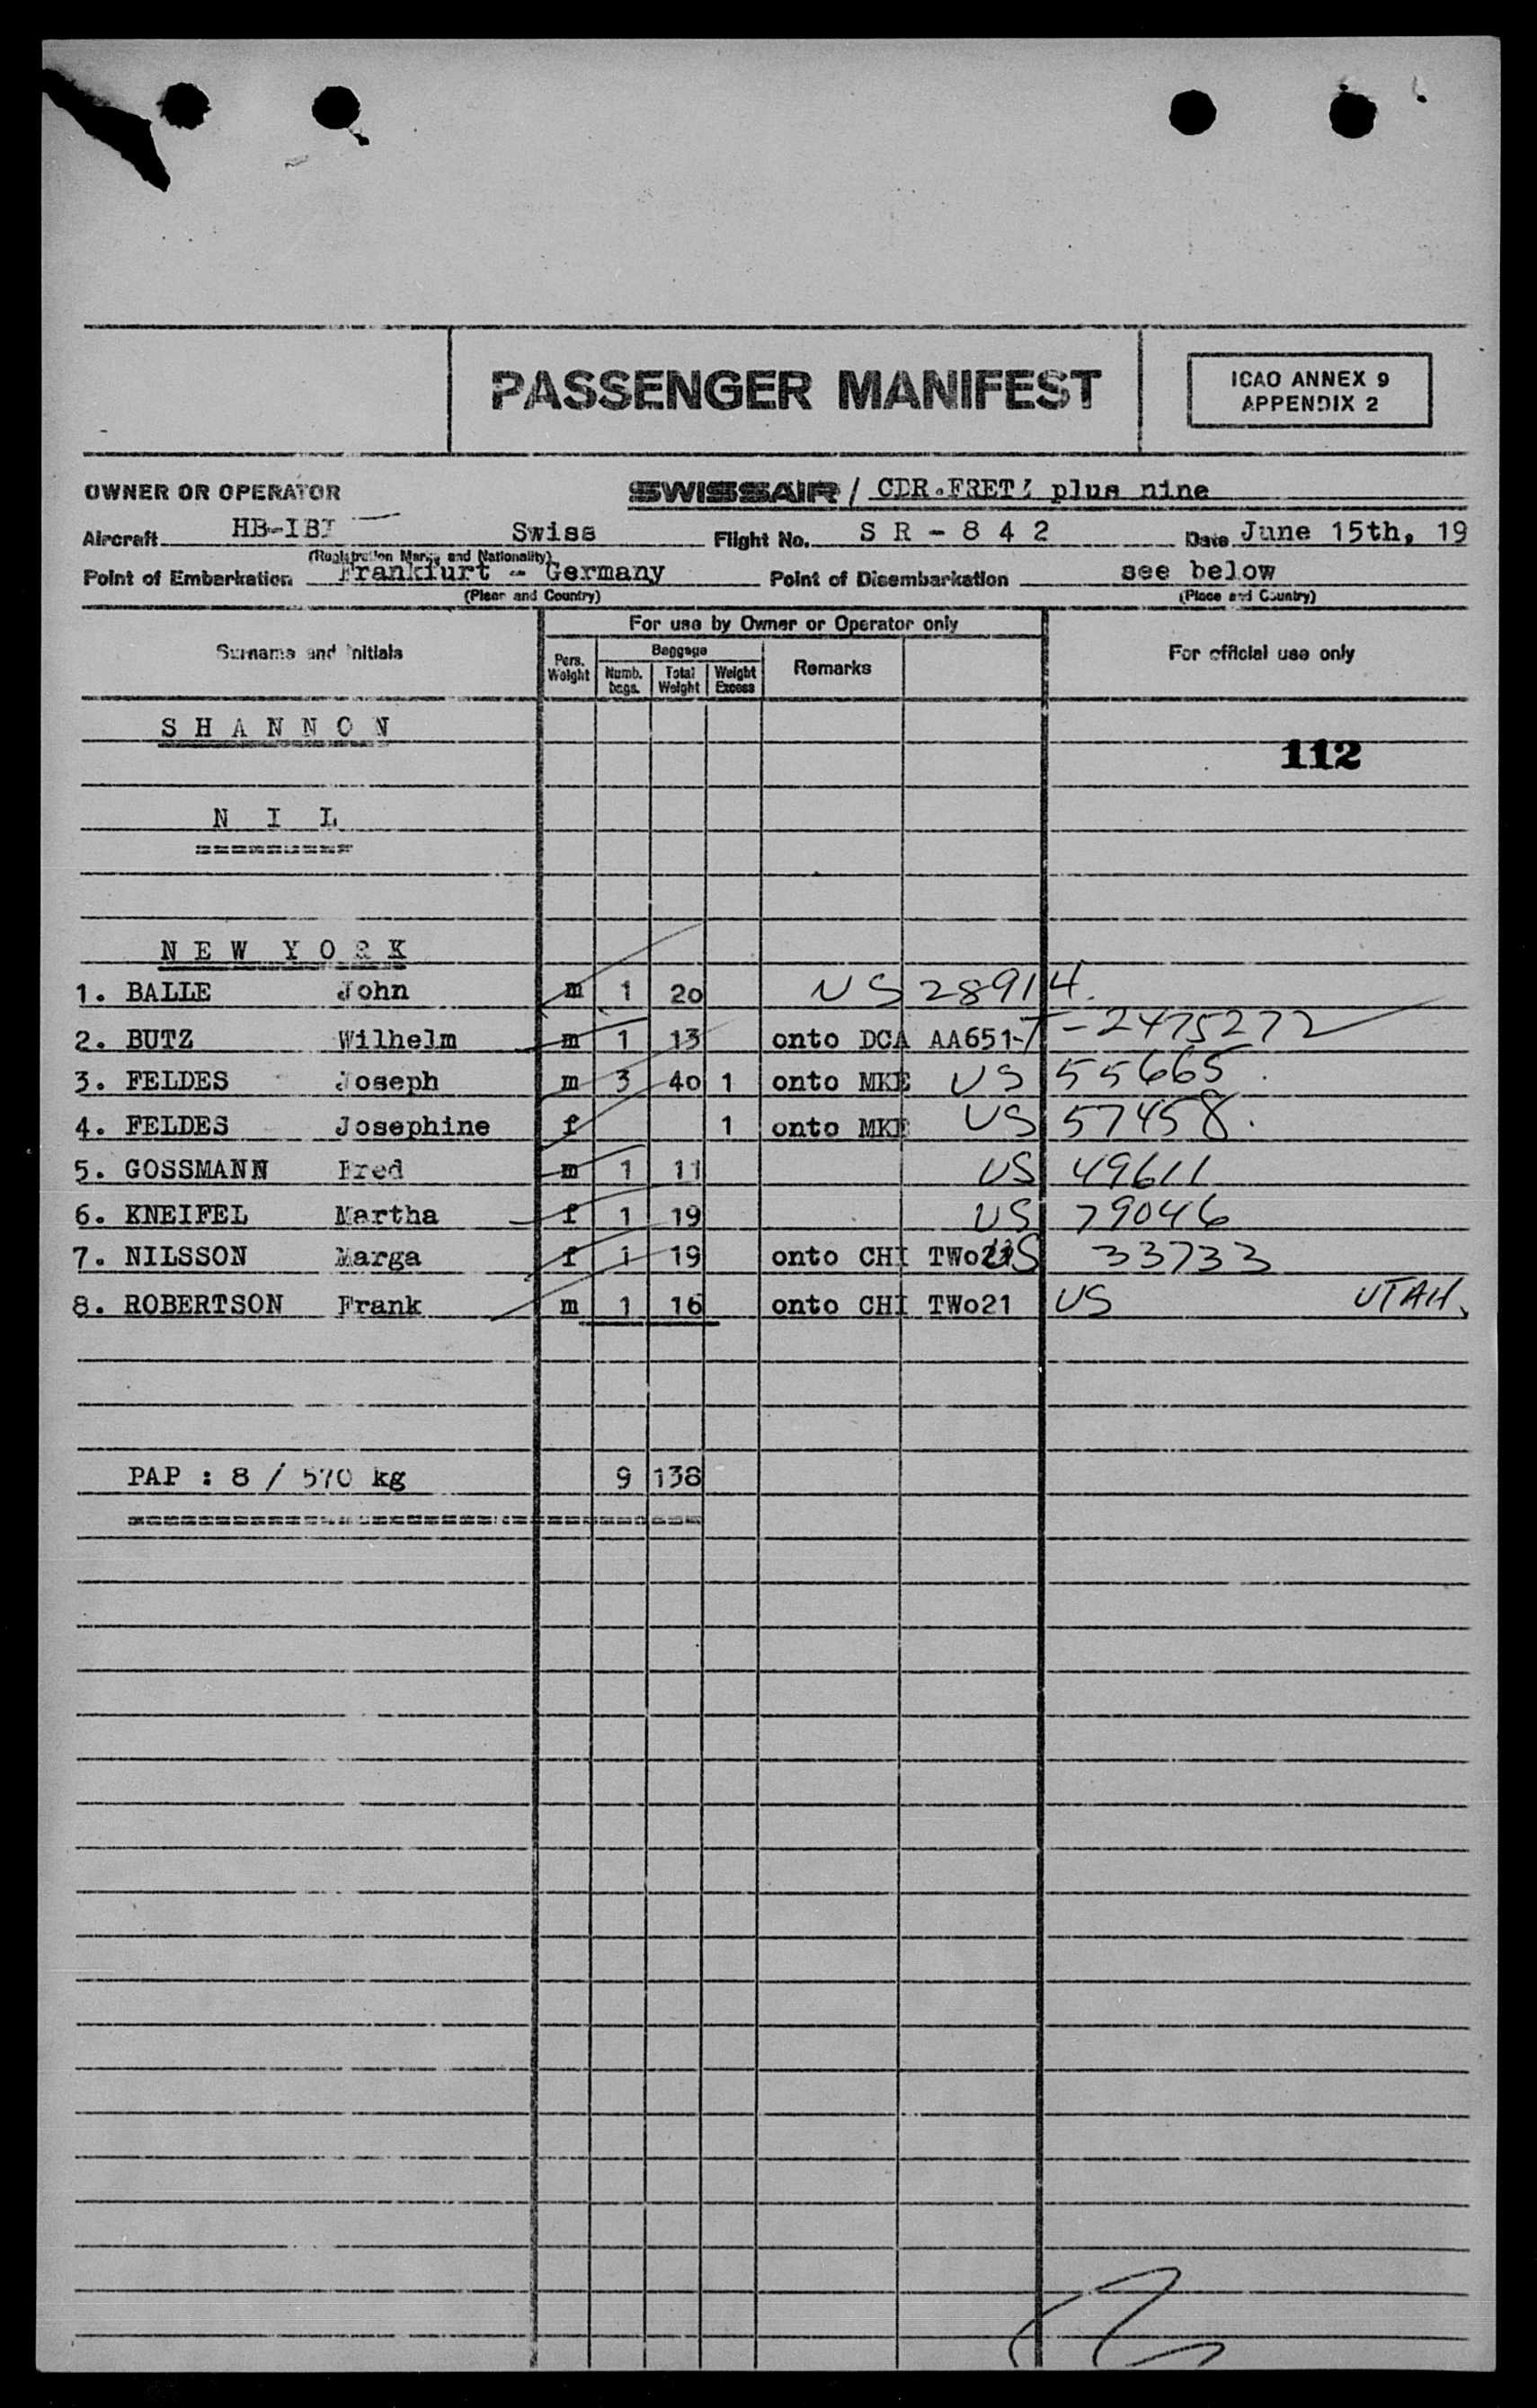 PASSENGER MANIFEST
ICAO ANNEX 9
APPENDIX 2
OWNER OR OPERATOR SWISSAIR / CDR.FRETZ plus nine
Aircraft HB-IBI Swiss Flight No. S R - 8 4 2 Date June 15th, 19
(Registration Marks and Nationality)
Point of Embarkation Frankfurt - Germany Point of Disembarkation see below
(Place and Country) (Place and Country)
For use by Owner or Operator only
Surname and Initials Pers. Weight Baggage Numb. bags. Total Weight Weight Excess Remarks For official use only
S H A N N O N
112
N I L
=========
N E W Y O R K
1. BALLE John m 1 20 US 28914.
2. BUTZ Wilhelm m 1 13 onto DCA AA651 -T-2475272
3. FELDES Joseph m 3 40 1 onto MKE US 55665.
4. FELDES Josephine f 1 onto MKE US 57458.
5. GOSSMANN Fred m 1 11 US 49611
6. KNEIFEL Martha f 1 19 US 79046
7. NILSSON Marga f 1 19 onto CHI TWo21 US 33733
8. ROBERTSON Frank m 1 16 onto CHI TWo21 US UTAH.
PAP : 8 / 570 kg 9 138